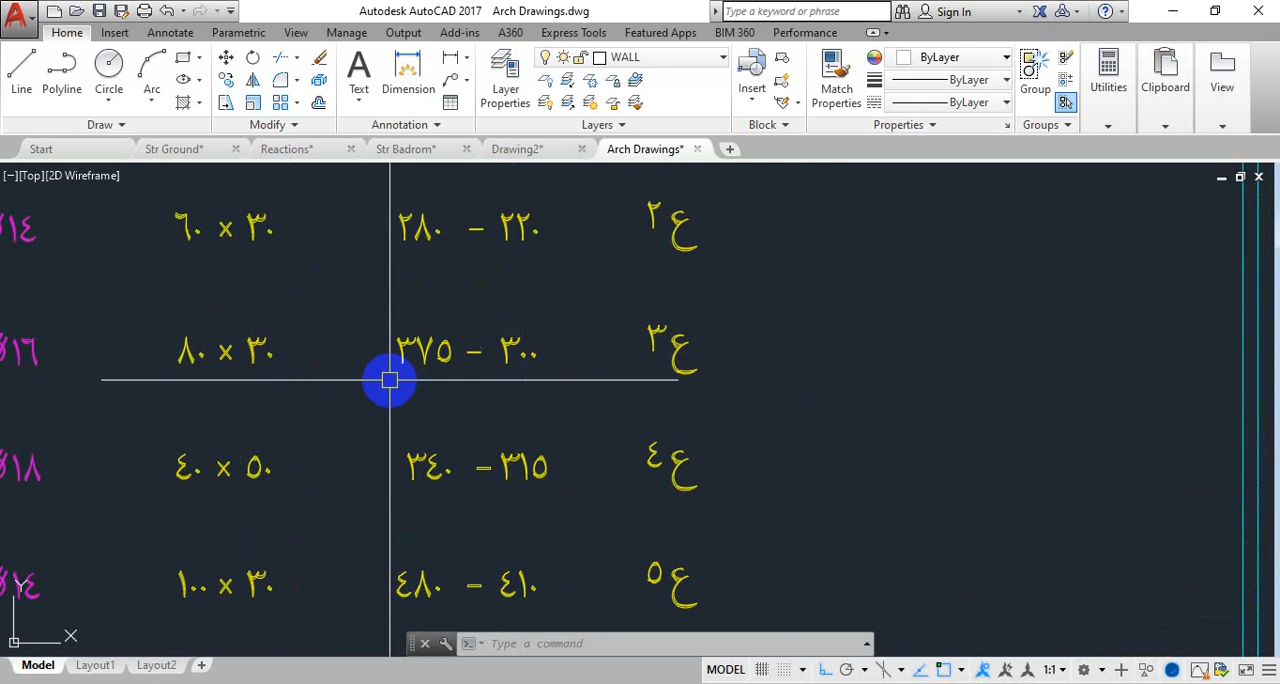 Autodesk AutoCAD 2017 Arch Drawings.dwg
Type a keyword or phrase
Sign In
Home Insert Annotate Parametric View Manage Output Add-ins A360 Express Tools Featured Apps BIM 360 Performance
Line Polyline Circle Arc
Text Dimension
Layer Properties
WALL
Insert
Match Properties
ByLayer
ByLayer
ByLayer
Group
Utilities
Clipboard
View
Draw Modify Annotation Layers Block Properties Groups
Start Str Ground* Reactions* Str Badrom* Drawing2* Arch Drawings*
[−][Top][2D Wireframe]
ع٢ ٢٨٠ – ٢٢٠ ٦٠ x ٣٠ ١٤
ع٣ ٣٧٥ – ٣٠٠ ٨٠ x ٣٠ ١٦
ع٤ ٣٤٠ – ٣١٥ ٤٠ x ٥٠ ١٨
ع٥ ٤٨٠ – ٤١٠ ١٠٠ x ٣٠ ١٤
Y
X
Type a command
Model Layout1 Layout2
MODEL
1:1